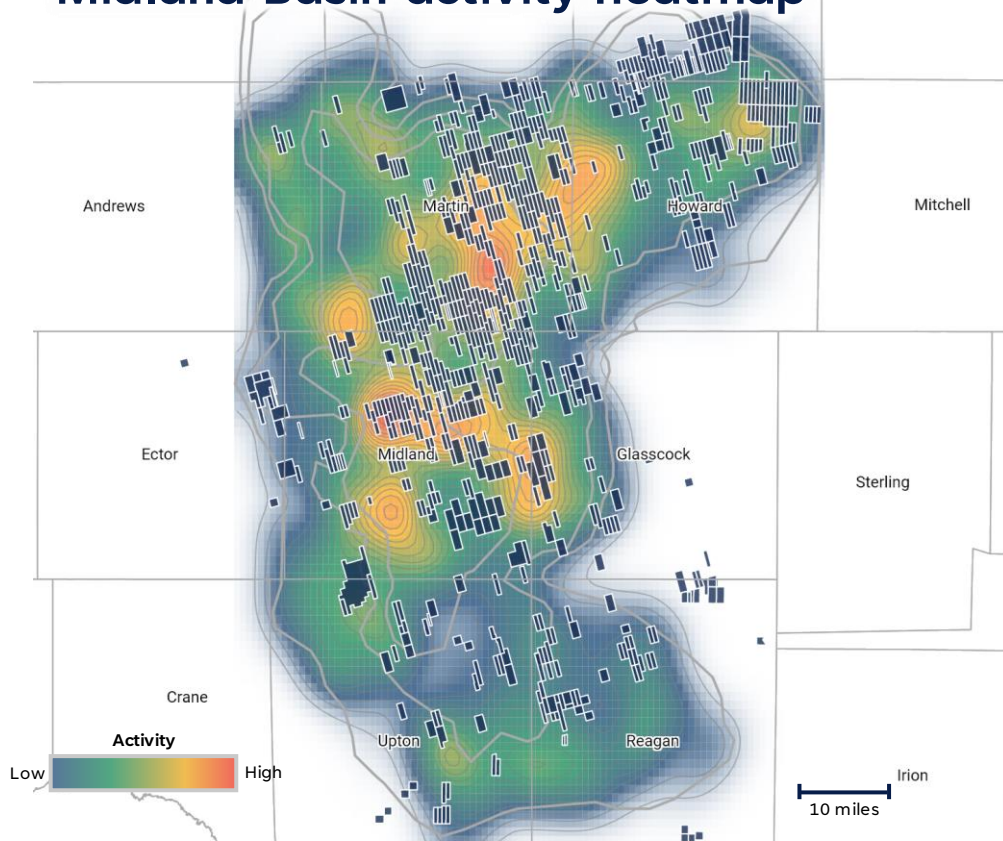 Midland Basin activity heatmap
Andrews
Martin
Howard
Mitchell
Ector
Midland
Glasscock
Sterling
Crane
Upton
Reagan
Irion
Activity
Low
High
10 miles